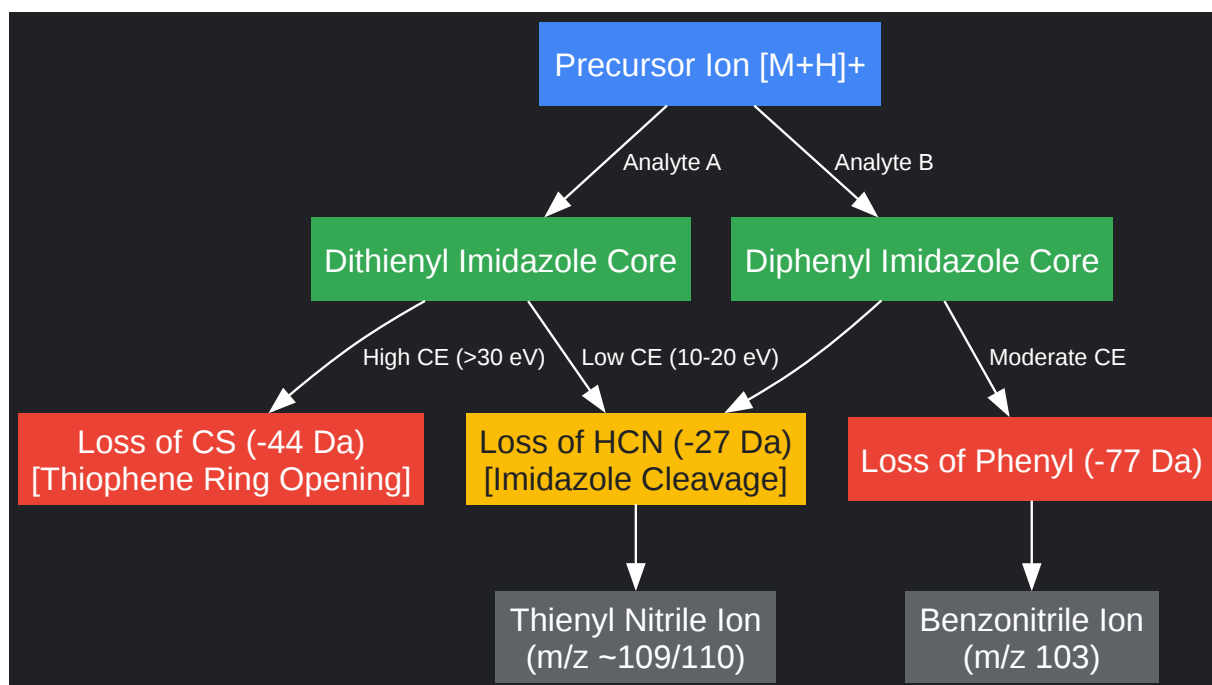 Precursor Ion [M+H]+
Analyte A
Analyte B
Dithienyl Imidazole Core
Diphenyl Imidazole Core
High CE (>30 eV)
Low CE (10-20 eV)
Moderate CE
Loss of CS (-44 Da)
[Thiophene Ring Opening]
Loss of HCN (-27 Da)
[Imidazole Cleavage]
Loss of Phenyl (-77 Da)
Thienyl Nitrile Ion
(m/z ~109/110)
Benzonitrile Ion
(m/z 103)